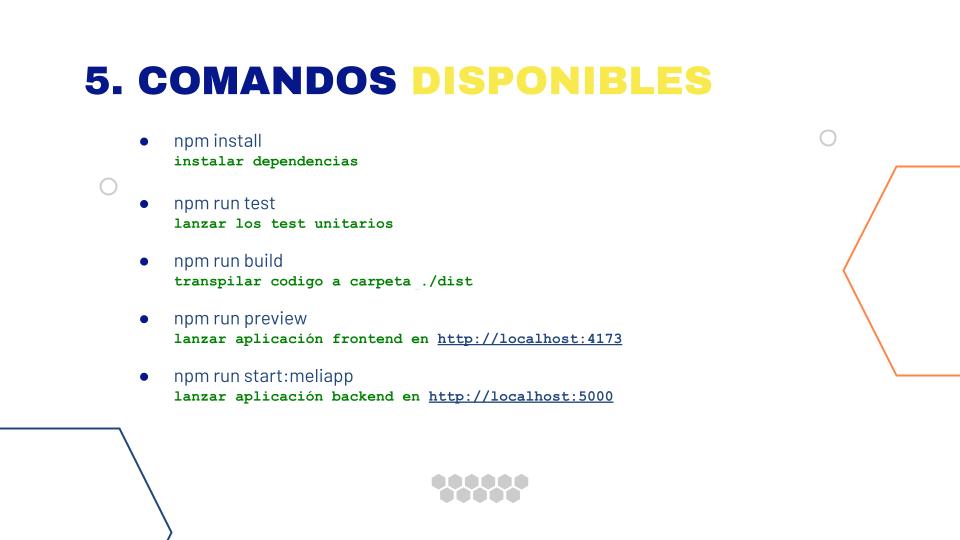 5. COMANDOS DISPONIBLES
● npm install
instalar dependencias
● npm run test
lanzar los test unitarios
● npm run build
transpilar codigo a carpeta ./dist
● npm run preview
lanzar aplicación frontend en http://localhost:4173
● npm run start:meliapp
lanzar aplicación backend en http://localhost:5000